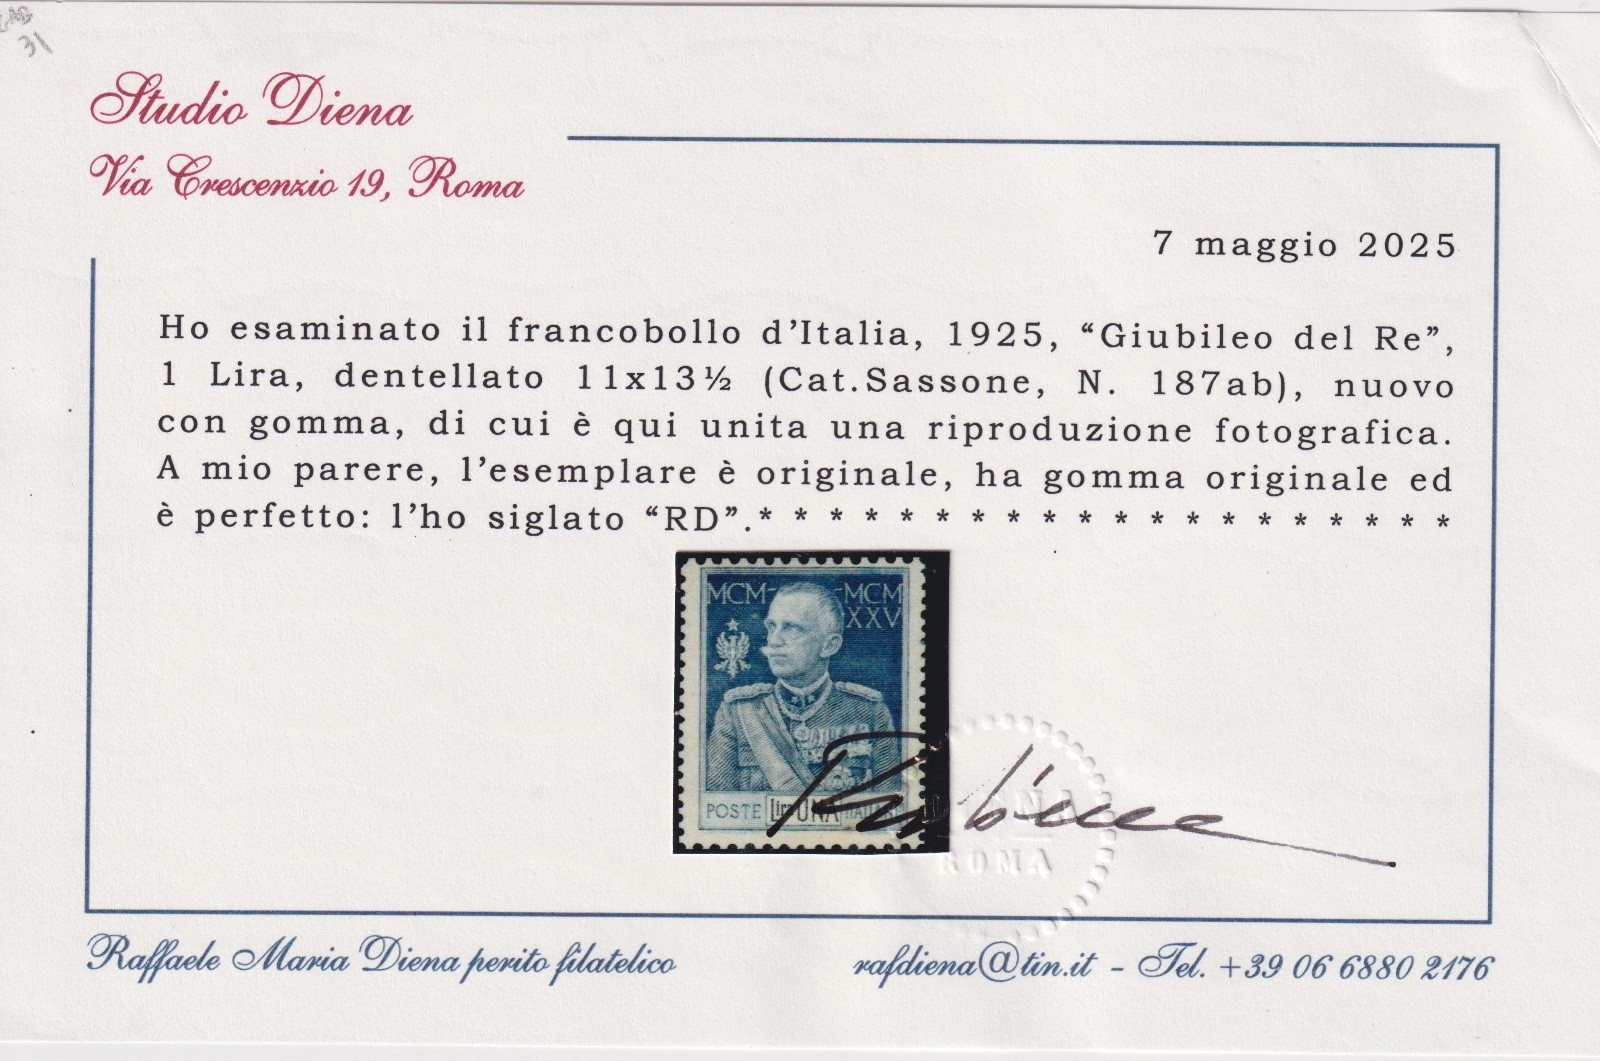 31
Studio Diena
Via Crescenzio 19, Roma
7 maggio 2025
Ho esaminato il francobollo d’Italia, 1925, “Giubileo del Re”,
1 Lira, dentellato 11x13½ (Cat.Sassone, N. 187ab), nuovo
con gomma, di cui è qui unita una riproduzione fotografica.
A mio parere, l’esemplare è originale, ha gomma originale ed
è perfetto: l’ho siglato “RD”.* * * * * * * * * * * * * * * * * * * *
MCM- -MCM
XXV
POSTE Lire UNA ITALIANE
Raffaele Maria Diena perito filatelico
rafdiena@tin.it - Tel. +39 06 6880 2176